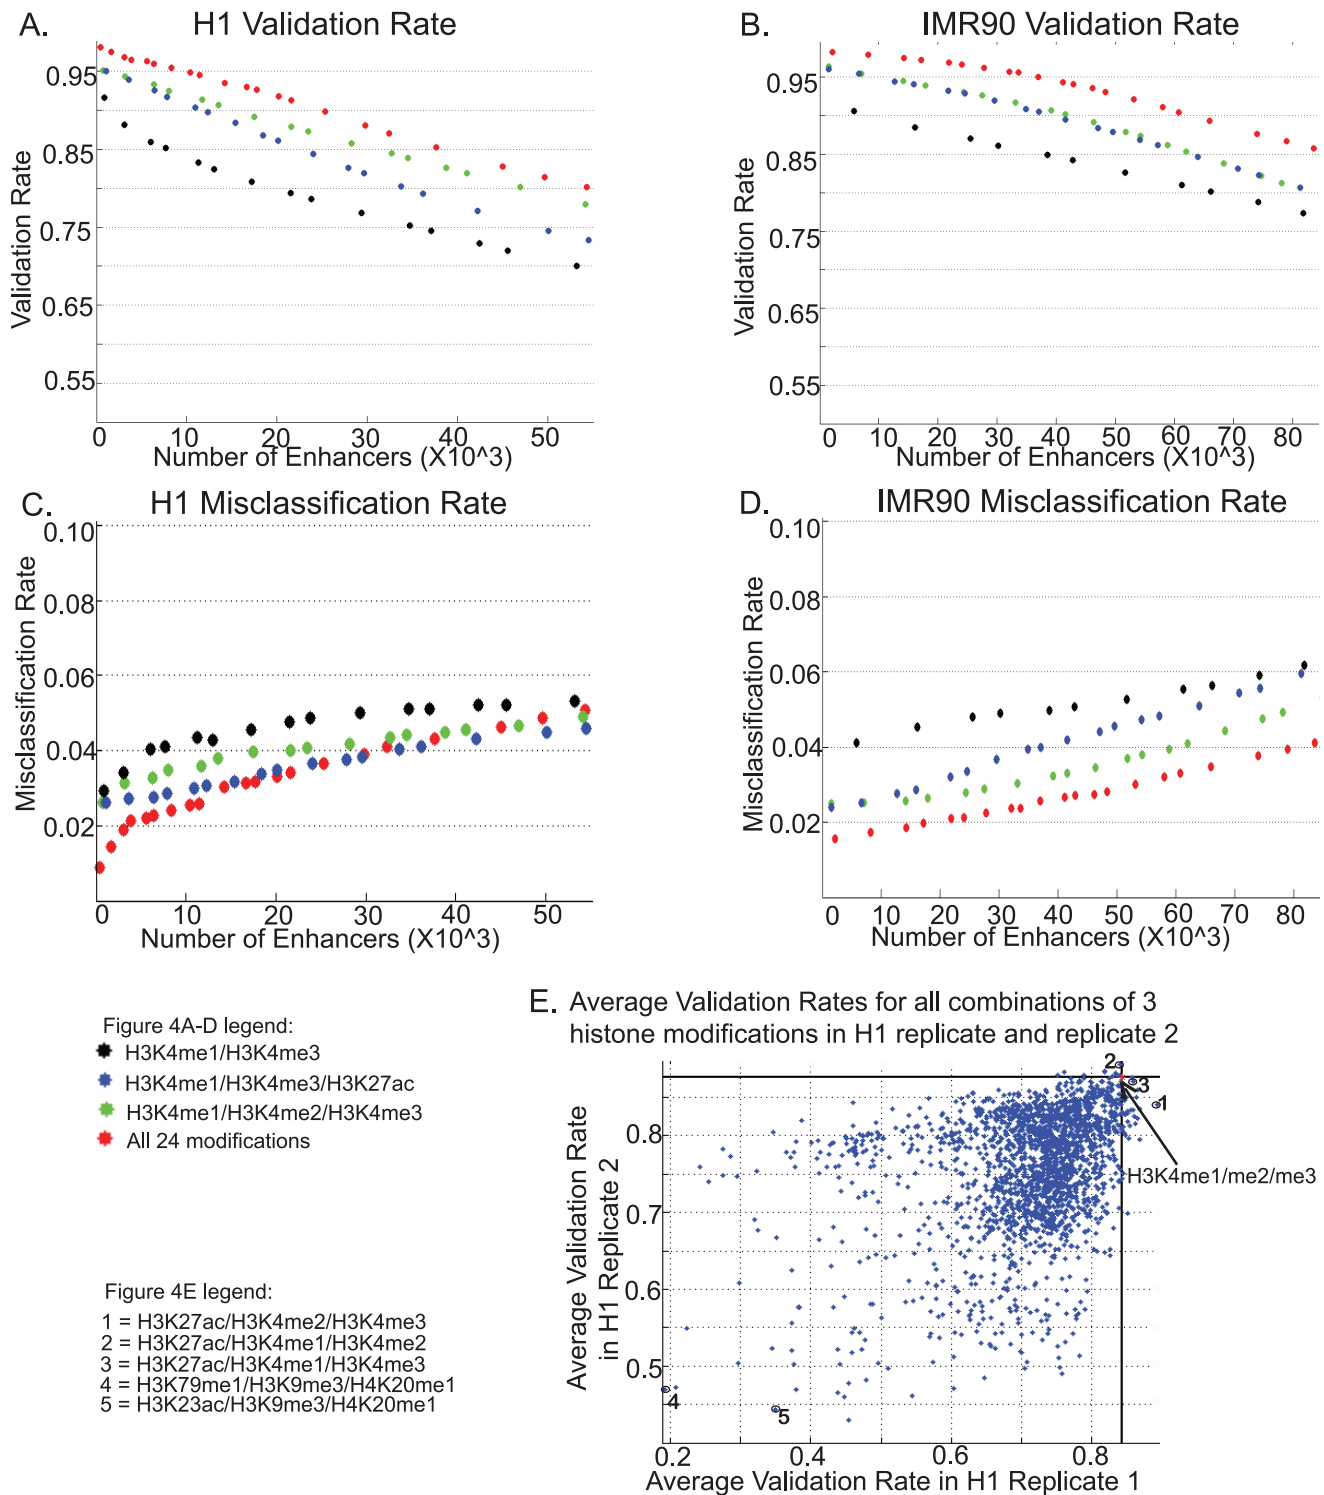 A.
H1 Validation Rate
0.95
0.85
0.75
0.65
0.55
Validation Rate
0 10 20 30 40 50
Number of Enhancers (X10^3)
B.
IMR90 Validation Rate
0.95
0.85
0.75
0.65
0.55
Validation Rate
0 10 20 30 40 50 60 70 80
Number of Enhancers (X10^3)
C.
H1 Misclassification Rate
0.10
0.08
0.06
0.04
0.02
Misclassification Rate
0 10 20 30 40 50
Number of Enhancers (X10^3)
D.
IMR90 Misclassification Rate
0.10
0.08
0.06
0.04
0.02
Misclassification Rate
0 10 20 30 40 50 60 70 80
Number of Enhancers (X10^3)
Figure 4A-D legend:
H3K4me1/H3K4me3
H3K4me1/H3K4me3/H3K27ac
H3K4me1/H3K4me2/H3K4me3
All 24 modifications
Figure 4E legend:
1 = H3K27ac/H3K4me2/H3K4me3
2 = H3K27ac/H3K4me1/H3K4me2
3 = H3K27ac/H3K4me1/H3K4me3
4 = H3K79me1/H3K9me3/H4K20me1
5 = H3K23ac/H3K9me3/H4K20me1
E.
Average Validation Rates for all combinations of 3
histone modifications in H1 replicate and replicate 2
2
3
1
H3K4me1/me2/me3
4
5
0.8
0.7
0.6
0.5
Average Validation Rate
in H1 Replicate 2
0.2 0.4 0.6 0.8
Average Validation Rate in H1 Replicate 1